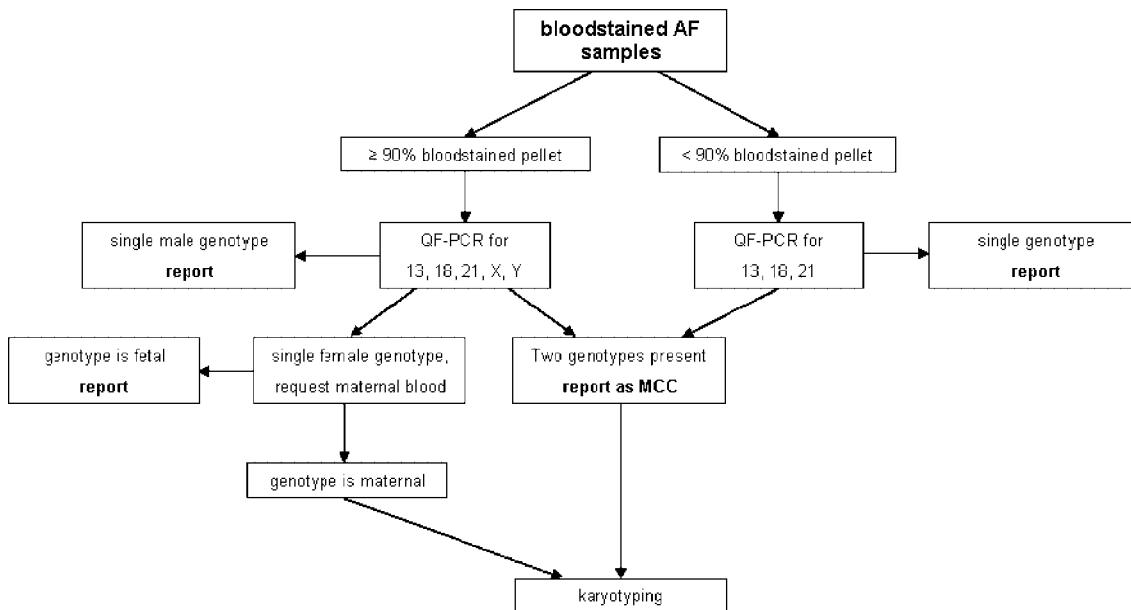 bloodstained AF
samples
≥ 90% bloodstained pellet
< 90% bloodstained pellet
single male genotype
report
QF-PCR for
13, 18, 21, X, Y
QF-PCR for
13, 18, 21
single genotype
report
genotype is fetal
report
single female genotype,
request maternal blood
Two genotypes present
report as MCC
genotype is maternal
karyotyping